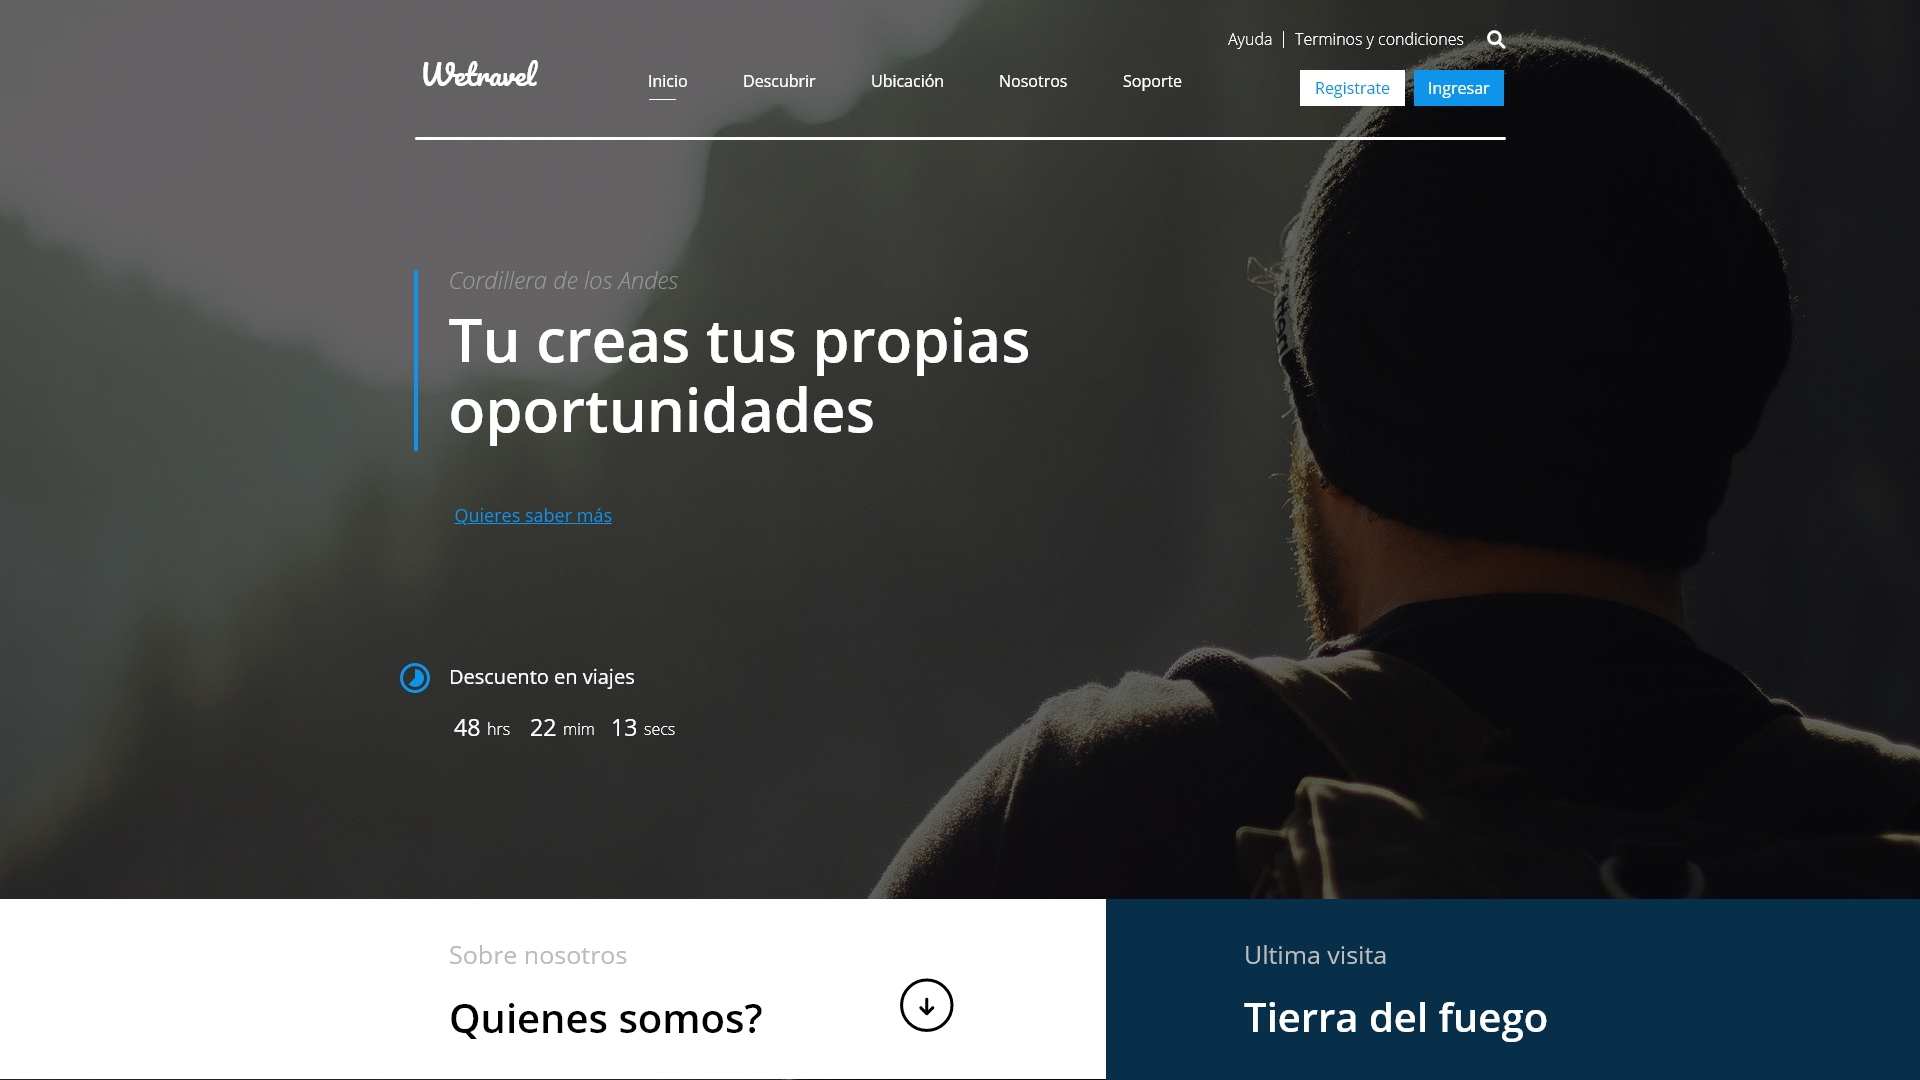 Ayuda | Terminos y condiciones
Wetravel
Inicio Descubrir Ubicación Nosotros Soporte
Registrate Ingresar
Cordillera de los Andes
Tu creas tus propias
oportunidades
Quieres saber más
Descuento en viajes
48 hrs 22 mim 13 secs
Sobre nosotros
Quienes somos?
Ultima visita
Tierra del fuego